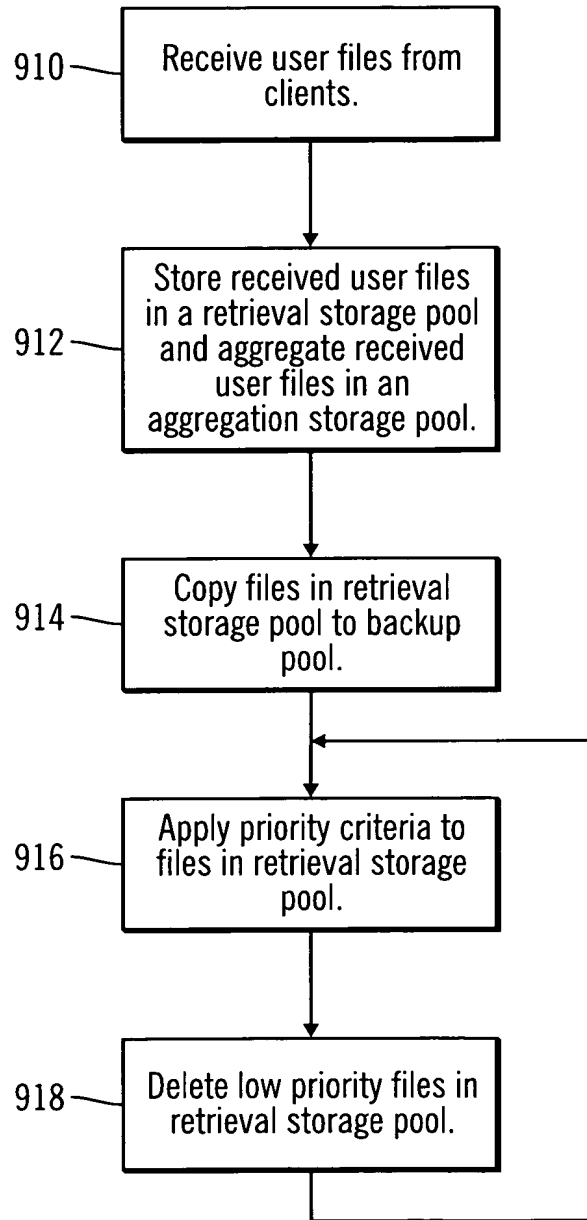 910
Receive user files from
clients.
912
Store received user files
in a retrieval storage pool
and aggregate received
user files in an
aggregation storage pool.
914
Copy files in retrieval
storage pool to backup
pool.
916
Apply priority criteria to
files in retrieval storage
pool.
918
Delete low priority files in
retrieval storage pool.